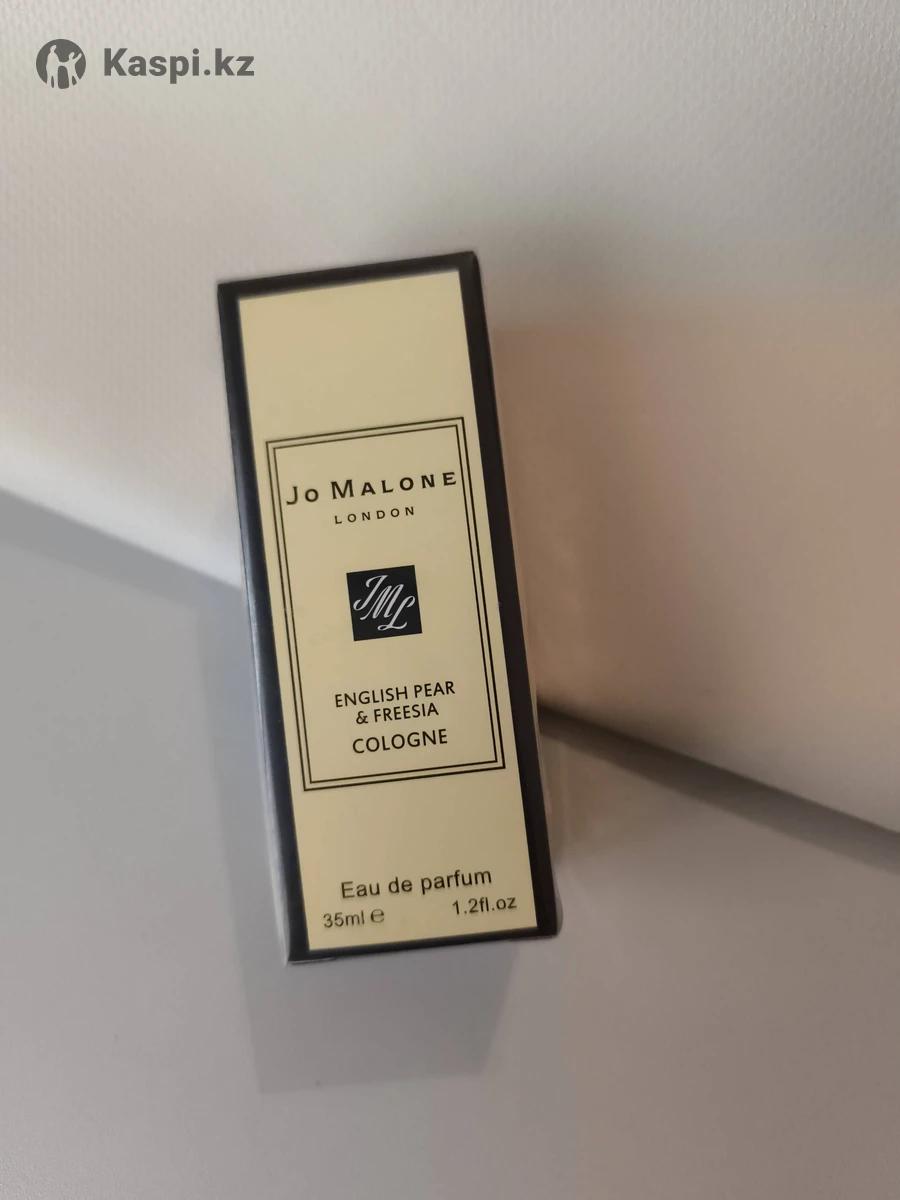 Kaspi.kz
Jo MALONE
LONDON
JML
ENGLISH PEAR
& FREESIA
COLOGNE
Eau de parfum
35ml ℮ 1.2fl.oz